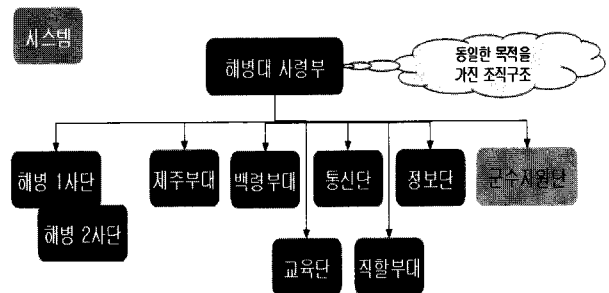 시스템
해병대 사령부
동일한 목적을
가진 조직구조
해병 1사단
제주부대
백령부대
통신단
정보단
군수지원단
해병 2사단
교육단
직할부대